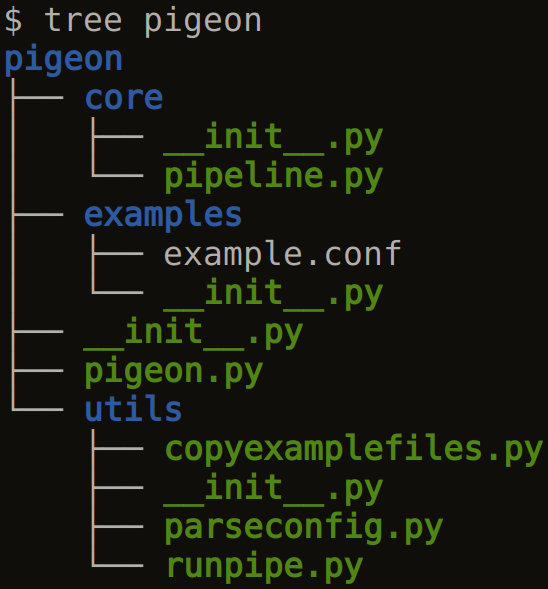 $ tree pigeon
pigeon
├── core
│   ├── __init__.py
│   └── pipeline.py
├── examples
│   ├── example.conf
│   └── __init__.py
├── __init__.py
├── pigeon.py
└── utils
    ├── copyexamplefiles.py
    ├── __init__.py
    ├── parseconfig.py
    └── runpipe.py